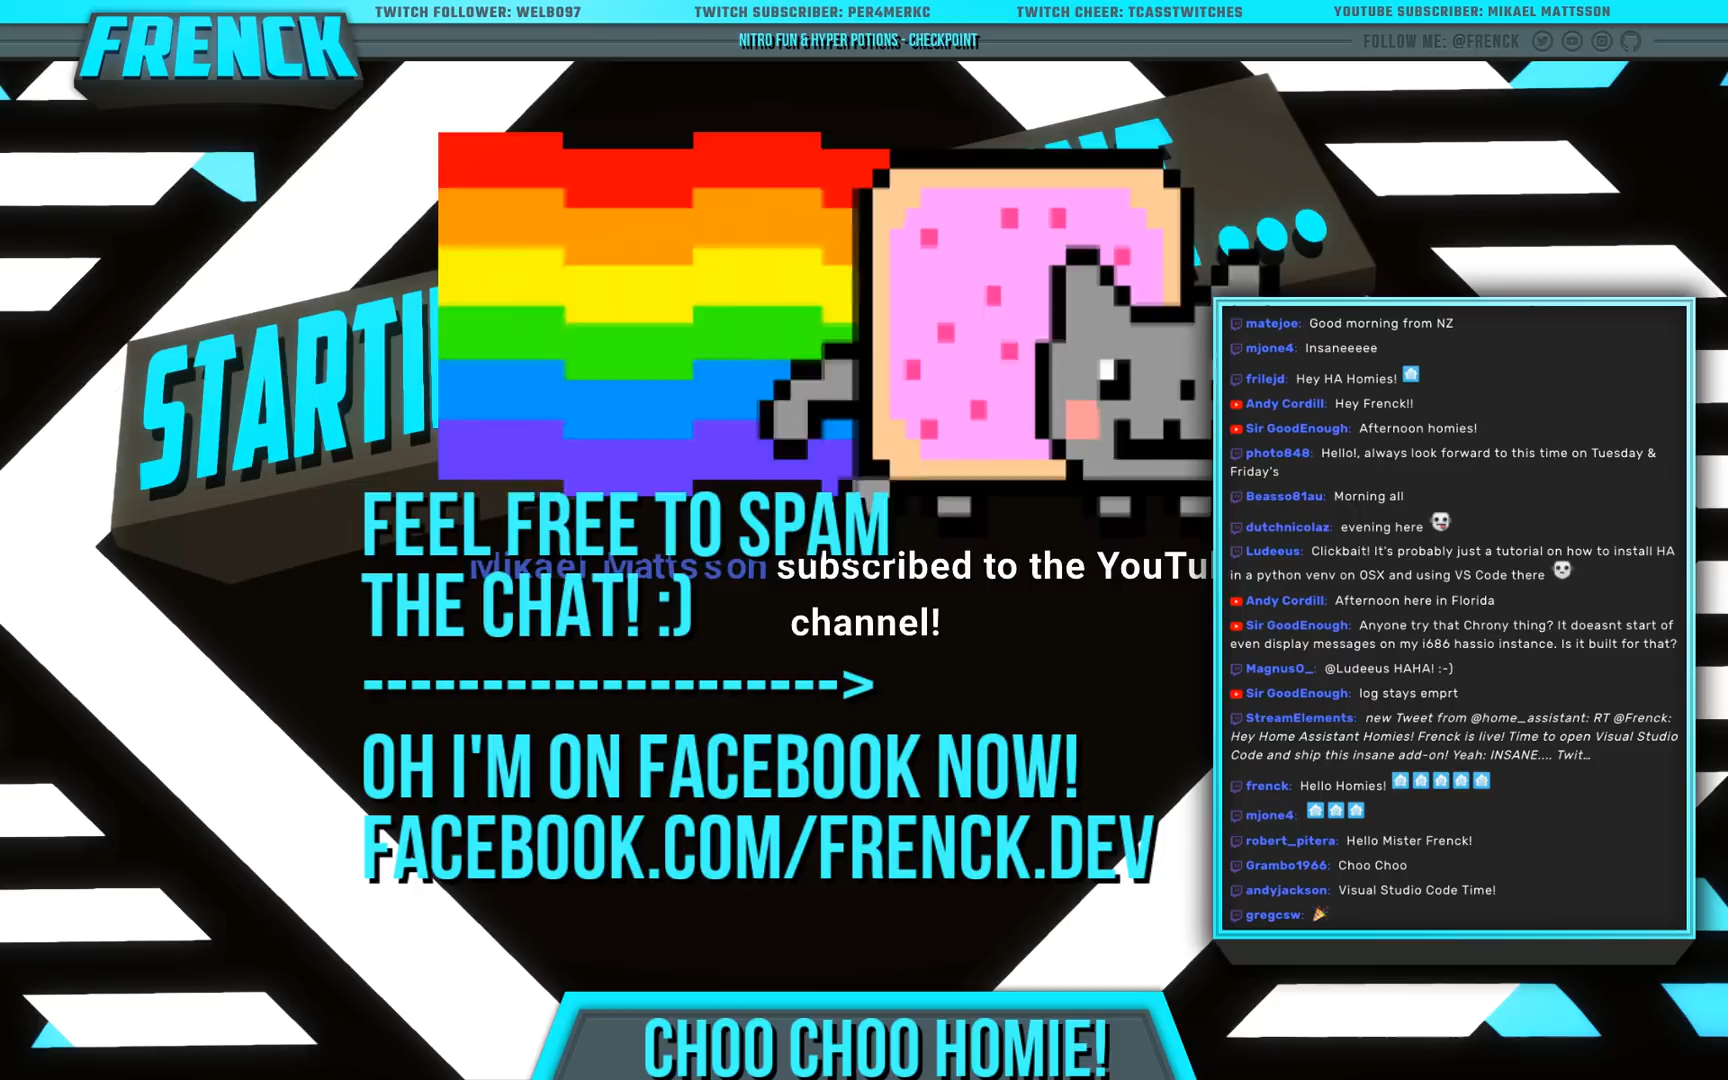 TWITCH FOLLOWER: WELBO97
TWITCH SUBSCRIBER: PER4MERKC
TWITCH CHEER: TCASSTWITCHES
YOUTUBE SUBSCRIBER: MIKAEL MATTSSON
FRENCK
NITRO FUN & HYPER POTIONS - CHECKPOINT
FOLLOW ME: @FRENCK
STARTI
FEEL FREE TO SPAM
THE CHAT! :)
Mikael Mattsson subscribed to the YouTu
channel!
--------------------->
OH I'M ON FACEBOOK NOW!
FACEBOOK.COM/FRENCK.DEV
matejoe: Good morning from NZ
mjone4: Insaneeeee
frilejd: Hey HA Homies!
Andy Cordill: Hey Frenck!!
Sir GoodEnough: Afternoon homies!
photo848: Hello!, always look forward to this time on Tuesday &
Friday's
Beasso81au: Morning all
dutchnicolaz: evening here
Ludeeus: Clickbait! It's probably just a tutorial on how to install HA
in a python venv on OSX and using VS Code there
Andy Cordill: Afternoon here in Florida
Sir GoodEnough: Anyone try that Chrony thing? It doeasnt start of
even display messages on my i686 hassio instance. Is it built for that?
MagnusO_: @Ludeeus HAHA! :-)
Sir GoodEnough: log stays emprt
StreamElements: new Tweet from @home_assistant: RT @Frenck:
Hey Home Assistant Homies! Frenck is live! Time to open Visual Studio
Code and ship this insane add-on! Yeah: INSANE.... Twit...
frenck: Hello Homies!
mjone4:
robert_pitera: Hello Mister Frenck!
Grambo1966: Choo Choo
andyjackson: Visual Studio Code Time!
gregcsw: 🎉
CHOO CHOO HOMIE!